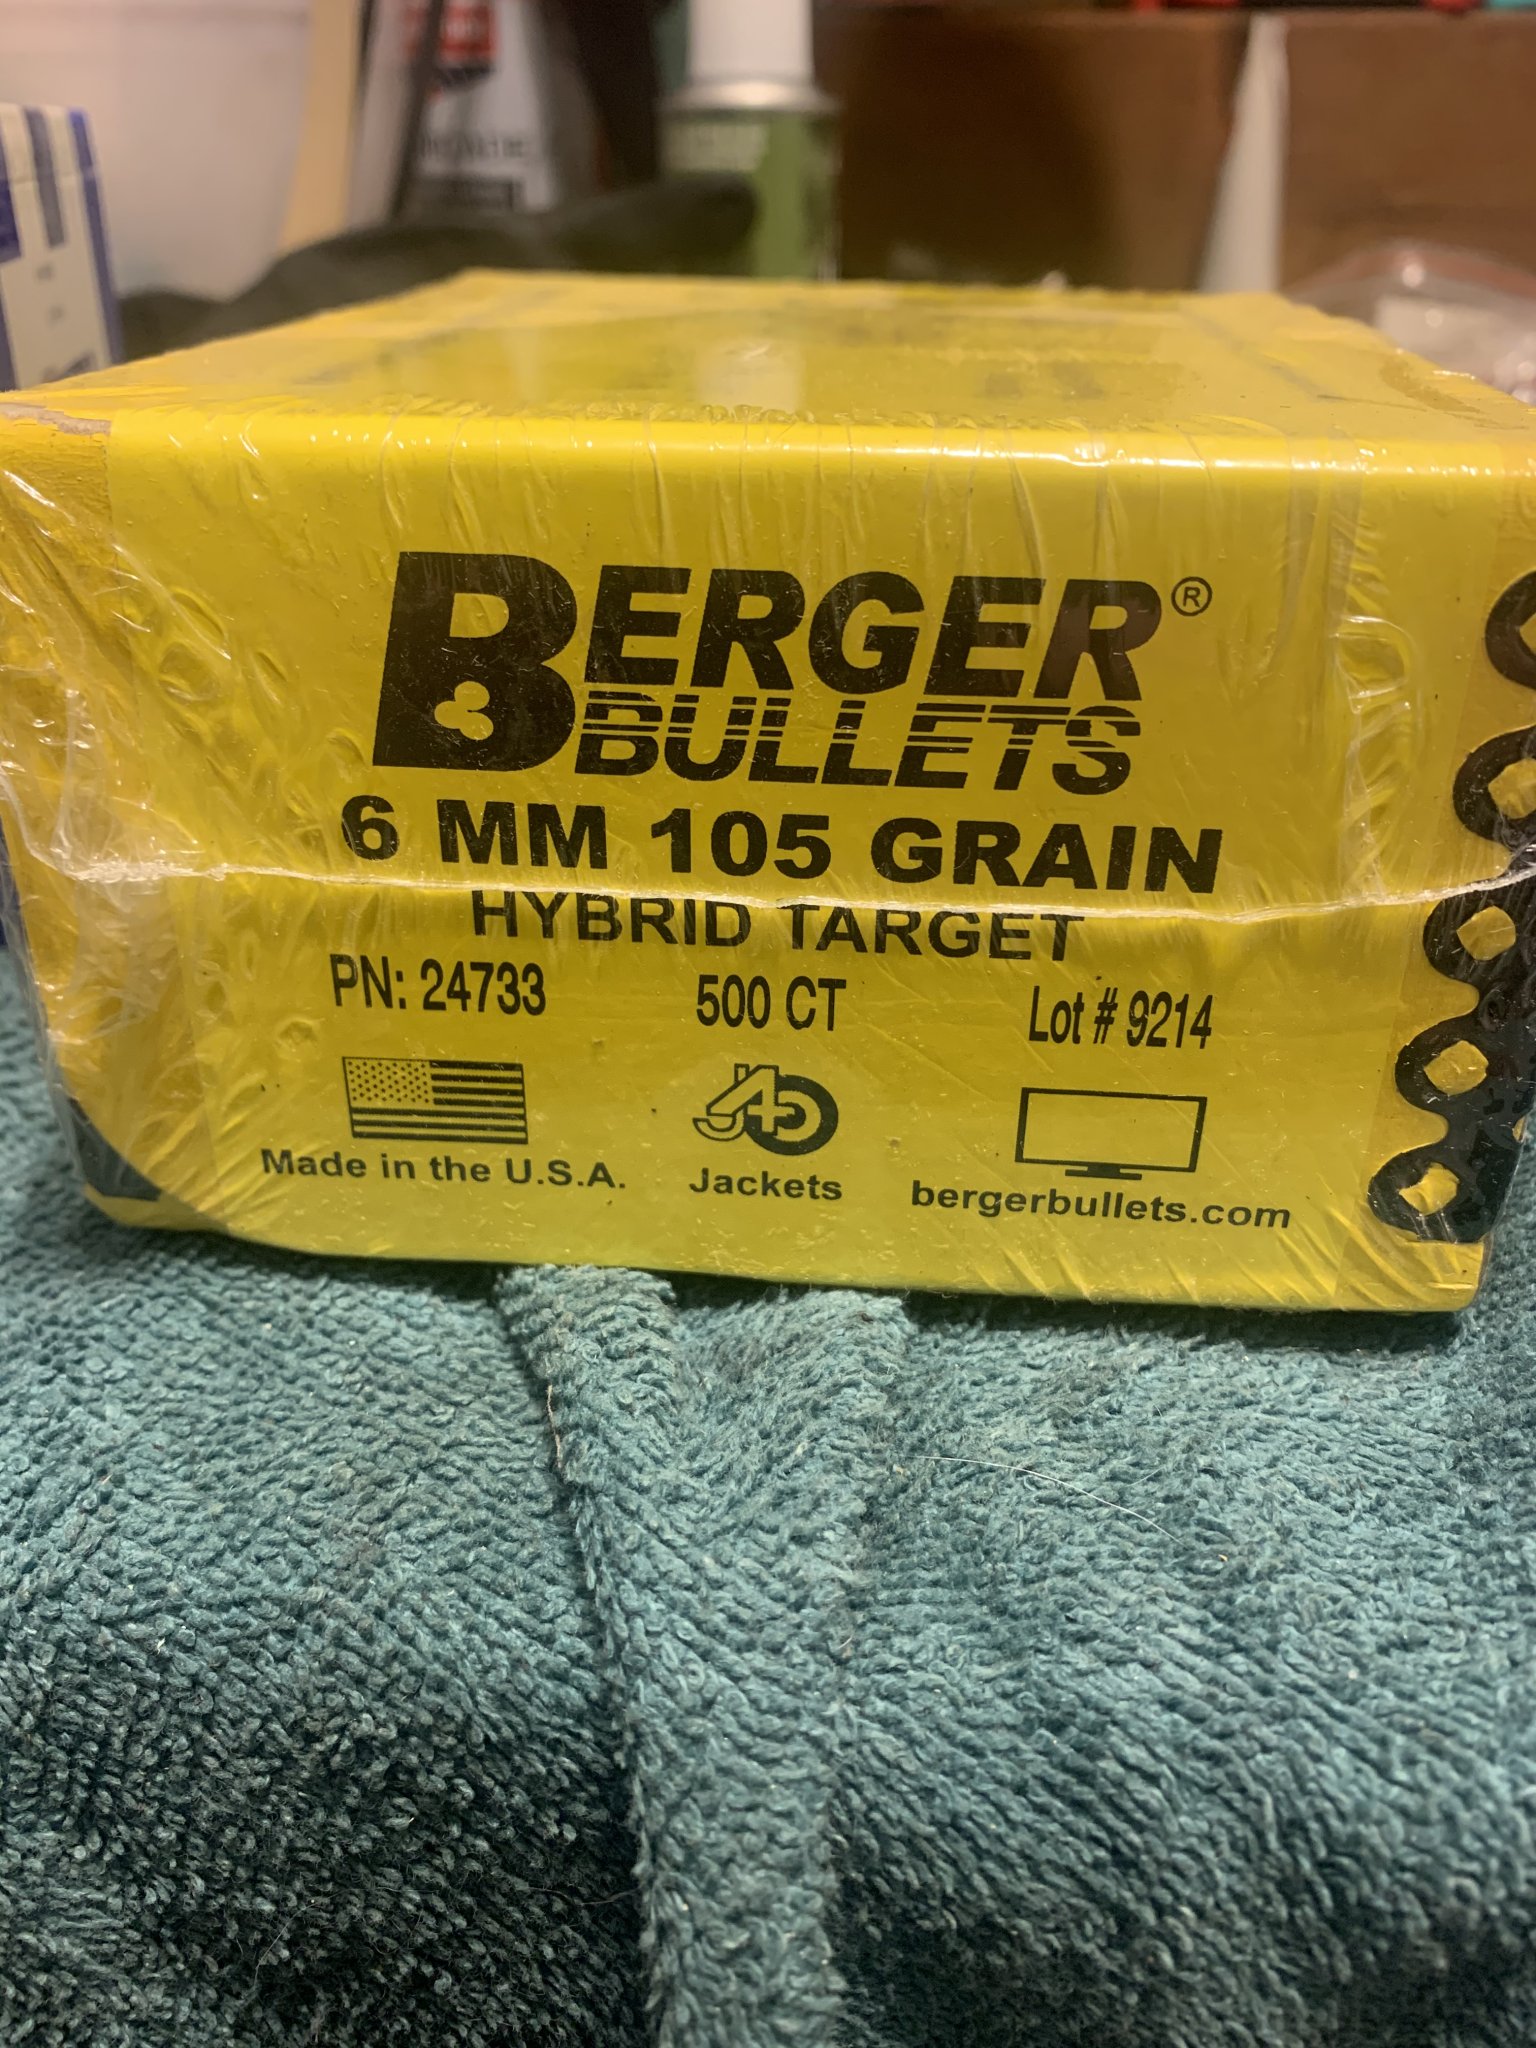 BERGER®
BULLETS
6 MM 105 GRAIN
HYBRID TARGET
PN: 24733 500 CT Lot # 9214
J4
Made in the U.S.A. Jackets bergerbullets.com